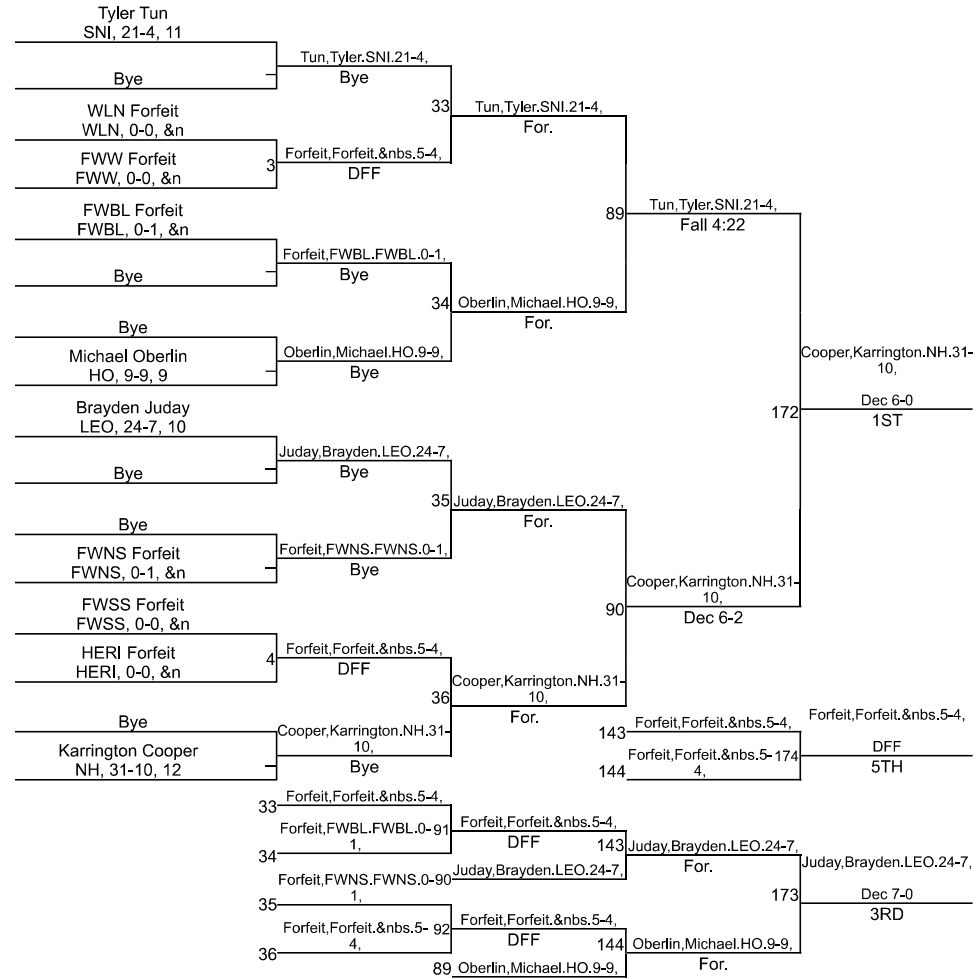 Tyler Tun
SNI, 21-4, 11
Bye
WLN Forfeit
WLN, 0-0, &n
FWW Forfeit
FWW, 0-0, &n
FWBL Forfeit
FWBL, 0-1, &n
Bye
Bye
Michael Oberlin
HO, 9-9, 9
Brayden Juday
LEO, 24-7, 10
Bye
Bye
FWNS Forfeit
FWNS, 0-1, &n
FWSS Forfeit
FWSS, 0-0, &n
HERI Forfeit
HERI, 0-0, &n
Bye
Karrington Cooper
NH, 31-10, 12
3
4
Tun,Tyler.SNI.21-4,
Bye
Forfeit,Forfeit.&nbs.5-4,
DFF
Forfeit,FWBL.FWBL.0-1,
Bye
Oberlin,Michael.HO.9-9,
Bye
Juday,Brayden.LEO.24-7,
Bye
Forfeit,FWNS.FWNS.0-1,
Bye
Forfeit,Forfeit.&nbs.5-4,
DFF
Cooper,Karrington.NH.31-
10,
Bye
33
Tun,Tyler.SNI.21-4,
For.
34
Oberlin,Michael.HO.9-9,
For.
35
Juday,Brayden.LEO.24-7,
For.
36
Cooper,Karrington.NH.31-
10,
For.
89
Tun,Tyler.SNI.21-4,
Fall 4:22
90
Cooper,Karrington.NH.31-
10,
Dec 6-2
172
Cooper,Karrington.NH.31-
10,
Dec 6-0
1ST
143
Forfeit,Forfeit.&nbs.5-4,
144
Forfeit,Forfeit.&nbs.5-
4,
174
Forfeit,Forfeit.&nbs.5-4,
DFF
5TH
33
Forfeit,Forfeit.&nbs.5-4,
34
Forfeit,FWBL.FWBL.0-
1,
91
Forfeit,Forfeit.&nbs.5-4,
DFF
90
Juday,Brayden.LEO.24-7,
143
Juday,Brayden.LEO.24-7,
For.
35
Forfeit,FWNS.FWNS.0-
1,
36
Forfeit,Forfeit.&nbs.5-
4,
92
Forfeit,Forfeit.&nbs.5-4,
DFF
89
Oberlin,Michael.HO.9-9,
144
Oberlin,Michael.HO.9-9,
For.
173
Juday,Brayden.LEO.24-7,
Dec 7-0
3RD